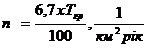 n = 6,7xT_гр / 100 , 1 / км² рік